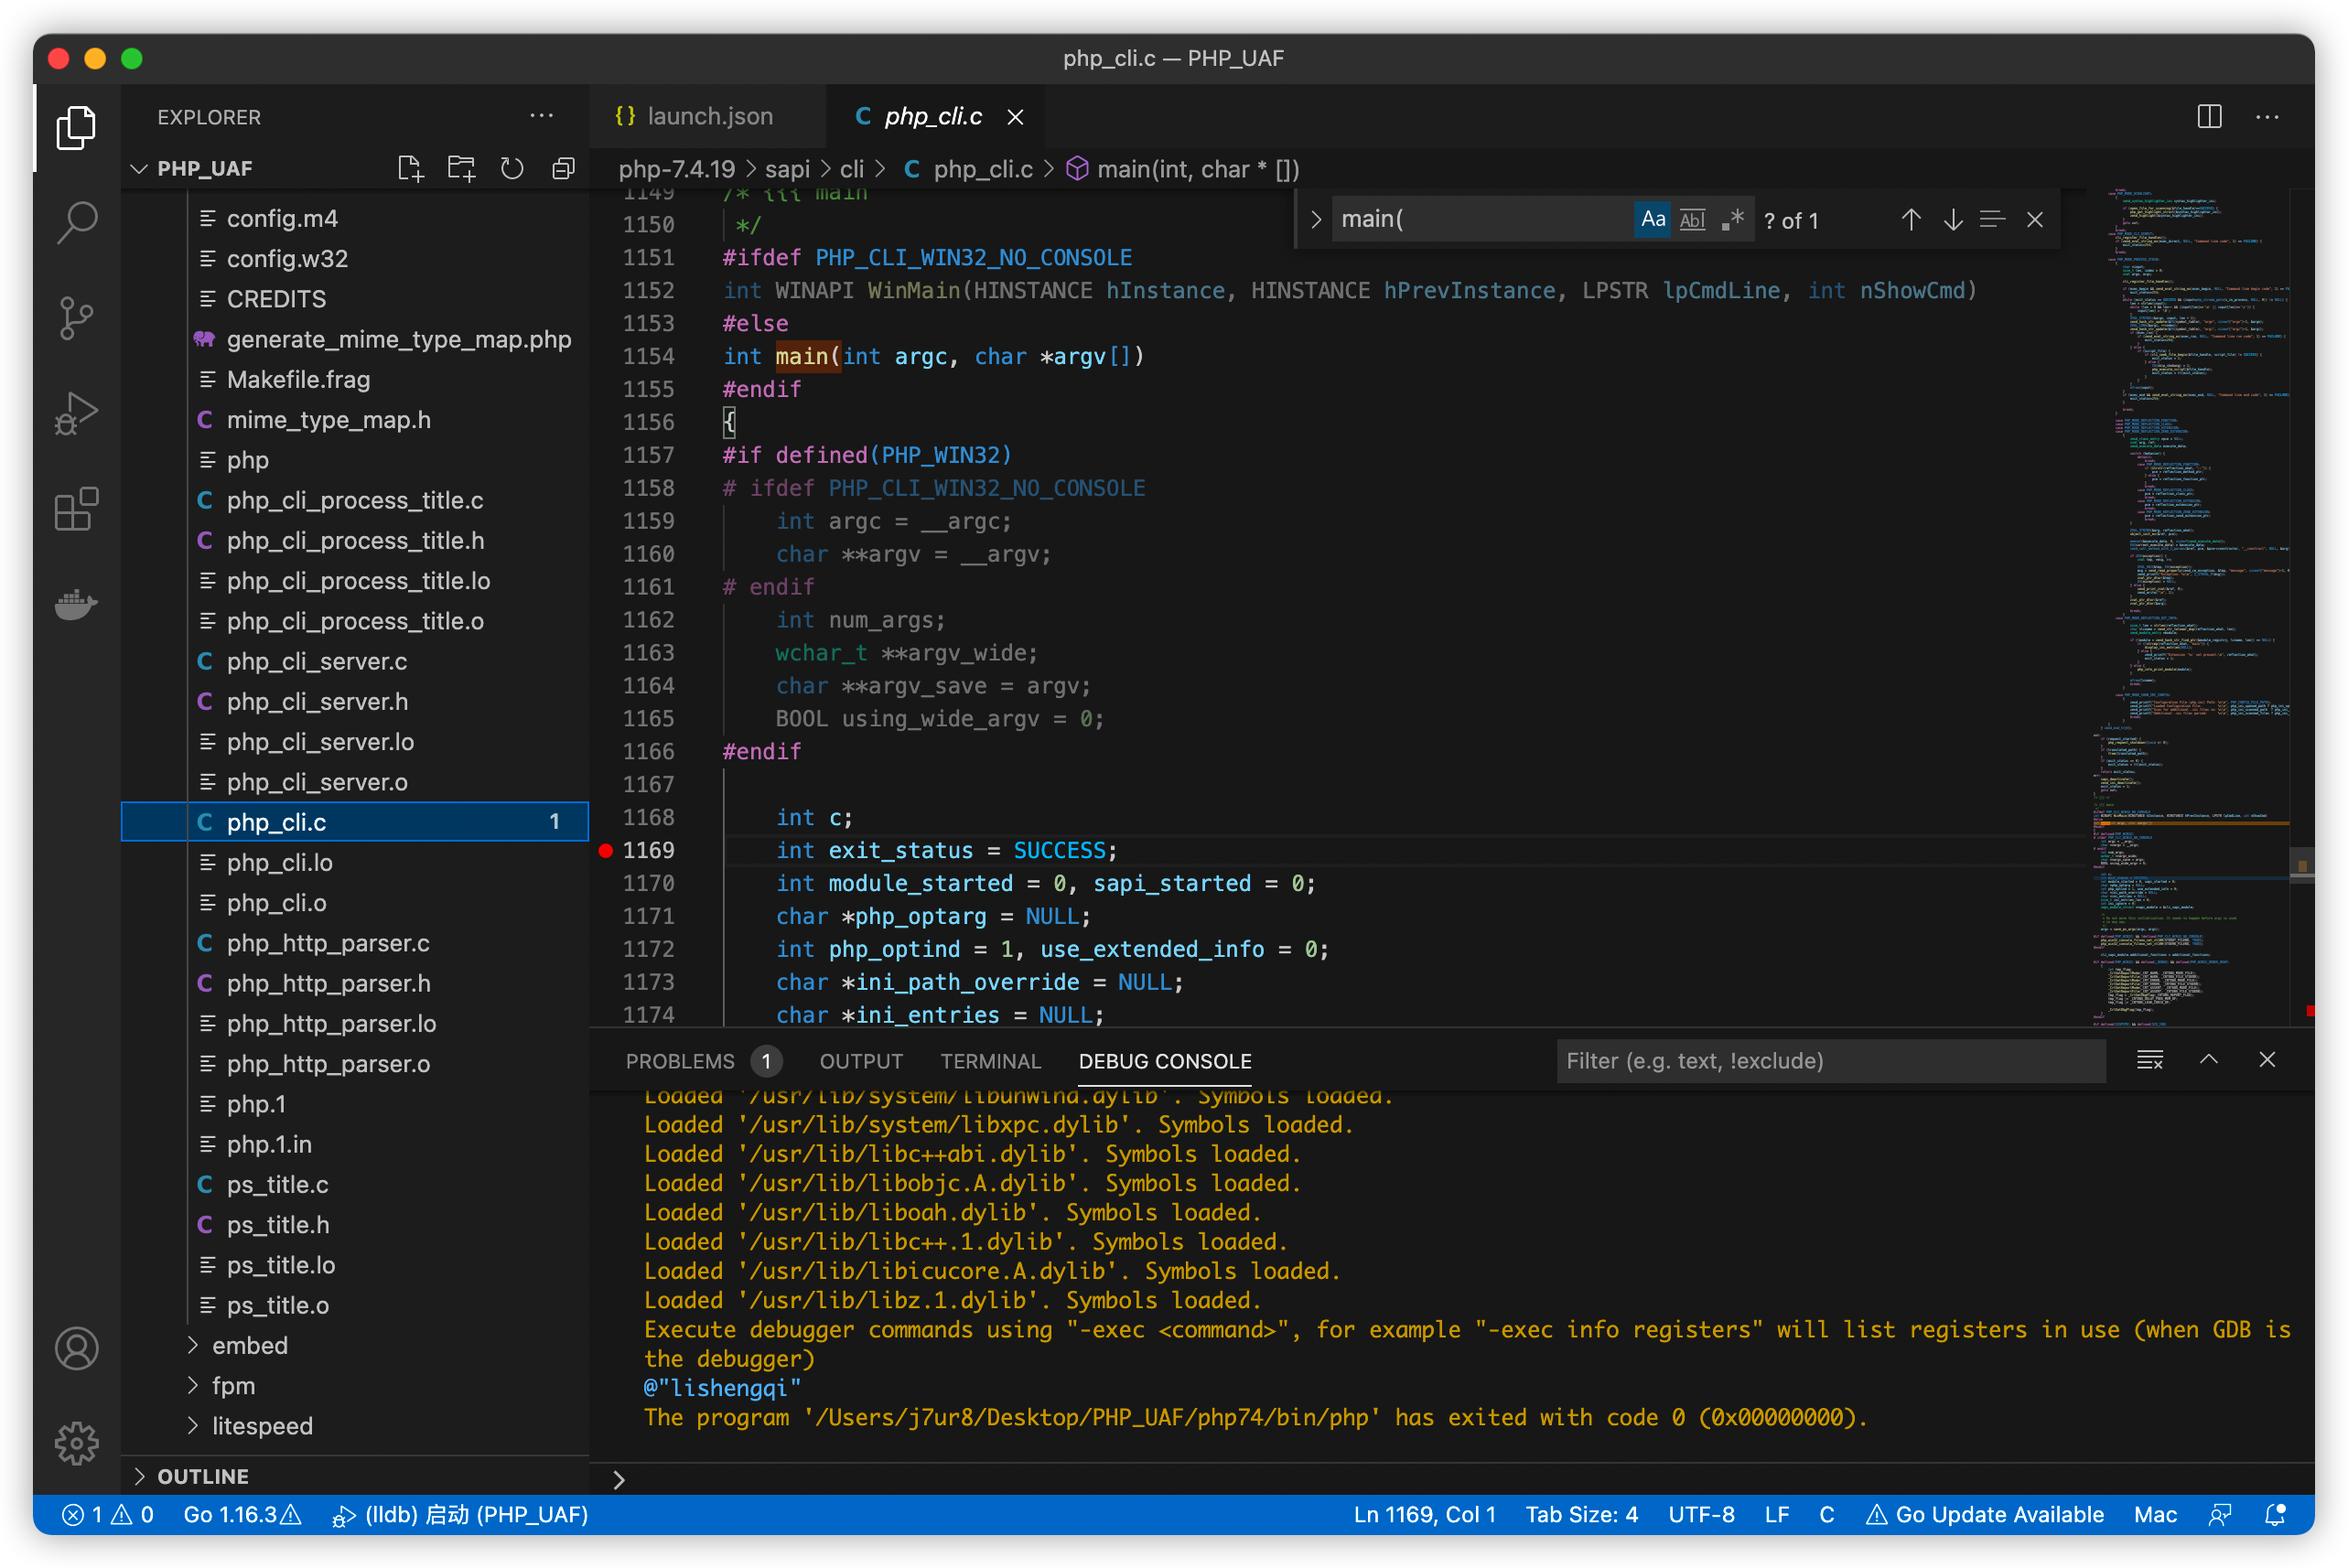 php_cli.c — PHP_UAF
EXPLORER
PHP_UAF
config.m4
config.w32
CREDITS
generate_mime_type_map.php
Makefile.frag
mime_type_map.h
php
php_cli_process_title.c
php_cli_process_title.h
php_cli_process_title.lo
php_cli_process_title.o
php_cli_server.c
php_cli_server.h
php_cli_server.lo
php_cli_server.o
php_cli.c 1
php_cli.lo
php_cli.o
php_http_parser.c
php_http_parser.h
php_http_parser.lo
php_http_parser.o
php.1
php.1.in
ps_title.c
ps_title.h
ps_title.lo
ps_title.o
embed
fpm
litespeed
OUTLINE
{} launch.json
C php_cli.c
php-7.4.19 > sapi > cli > C php_cli.c > main(int, char * [])
main( Aa Abl .* ? of 1
1149 /* {{{ main
1150  */
1151 #ifdef PHP_CLI_WIN32_NO_CONSOLE
1152 int WINAPI WinMain(HINSTANCE hInstance, HINSTANCE hPrevInstance, LPSTR lpCmdLine, int nShowCmd)
1153 #else
1154 int main(int argc, char *argv[])
1155 #endif
1156 {
1157 #if defined(PHP_WIN32)
1158 # ifdef PHP_CLI_WIN32_NO_CONSOLE
1159     int argc = __argc;
1160     char **argv = __argv;
1161 # endif
1162     int num_args;
1163     wchar_t **argv_wide;
1164     char **argv_save = argv;
1165     BOOL using_wide_argv = 0;
1166 #endif
1167
1168     int c;
1169     int exit_status = SUCCESS;
1170     int module_started = 0, sapi_started = 0;
1171     char *php_optarg = NULL;
1172     int php_optind = 1, use_extended_info = 0;
1173     char *ini_path_override = NULL;
1174     char *ini_entries = NULL;
PROBLEMS 1 OUTPUT TERMINAL DEBUG CONSOLE Filter (e.g. text, !exclude)
Loaded '/usr/lib/system/libunwind.dylib'. Symbols loaded.
Loaded '/usr/lib/system/libxpc.dylib'. Symbols loaded.
Loaded '/usr/lib/libc++abi.dylib'. Symbols loaded.
Loaded '/usr/lib/libobjc.A.dylib'. Symbols loaded.
Loaded '/usr/lib/liboah.dylib'. Symbols loaded.
Loaded '/usr/lib/libc++.1.dylib'. Symbols loaded.
Loaded '/usr/lib/libicucore.A.dylib'. Symbols loaded.
Loaded '/usr/lib/libz.1.dylib'. Symbols loaded.
Execute debugger commands using "-exec <command>", for example "-exec info registers" will list registers in use (when GDB is
the debugger)
@"lishengqi"
The program '/Users/j7ur8/Desktop/PHP_UAF/php74/bin/php' has exited with code 0 (0x00000000).
1 0 Go 1.16.3 (lldb) 启动 (PHP_UAF) Ln 1169, Col 1 Tab Size: 4 UTF-8 LF C Go Update Available Mac